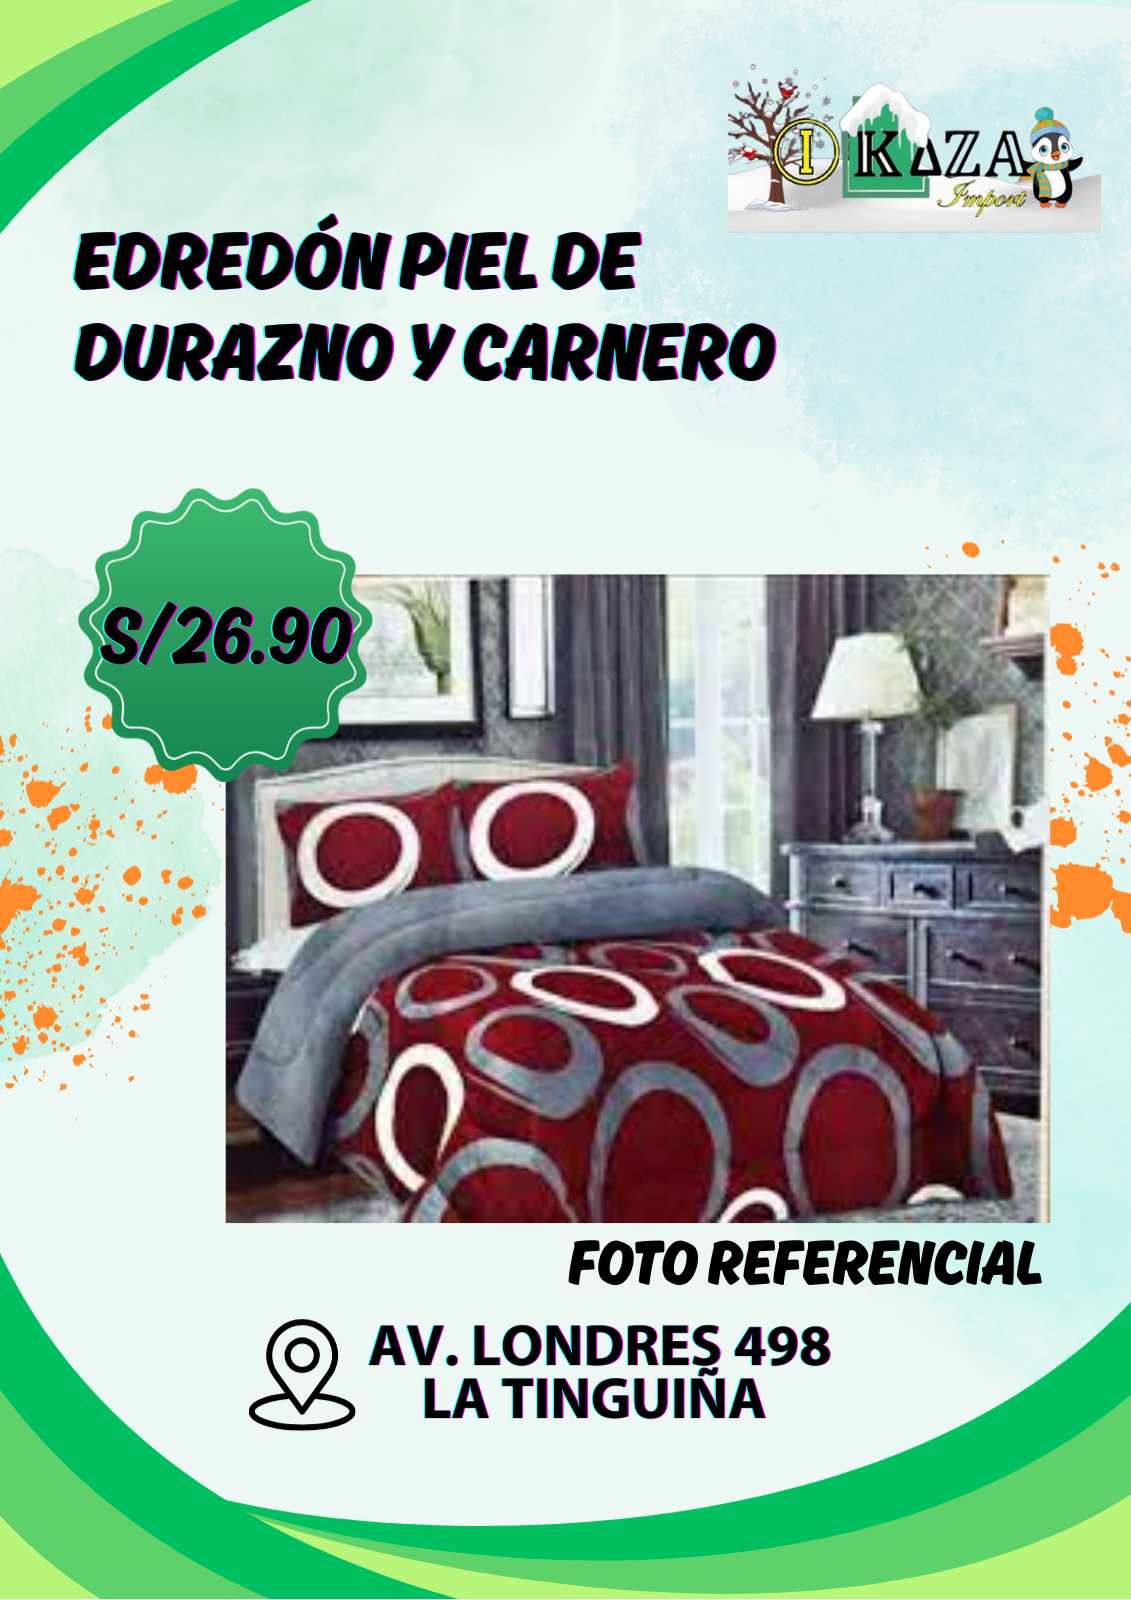 I KAZA
Import
EDREDÓN PIEL DE
DURAZNO Y CARNERO
S/26.90
FOTO REFERENCIAL
AV. LONDRES 498
LA TINGUIÑA